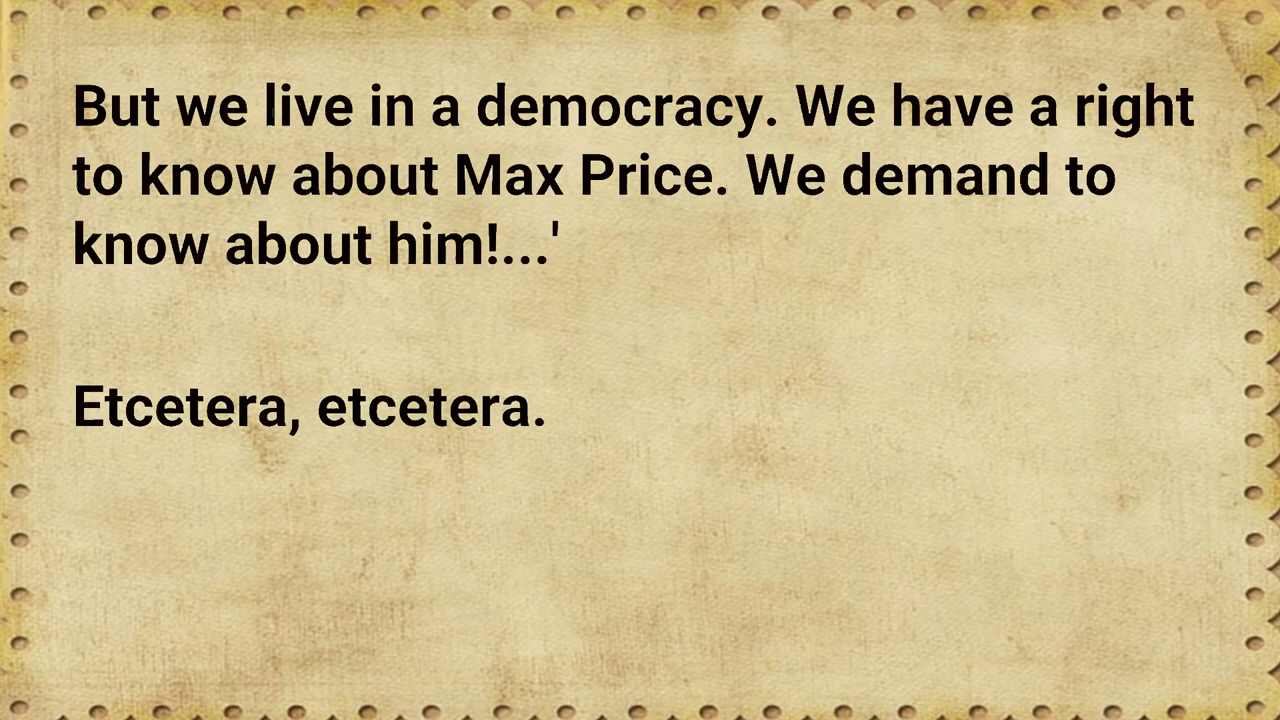 But we live in a democracy. We have a right
to know about Max Price. We demand to
know about him!...'
Etcetera, etcetera.